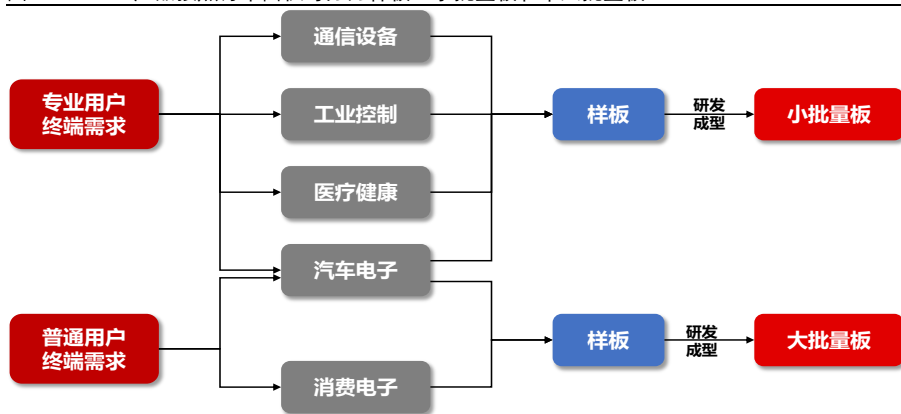 通信设备
专业用户
终端需求
工业控制
样板
研发
成型
小批量板
医疗健康
汽车电子
普通用户
终端需求
样板
研发
成型
大批量板
消费电子